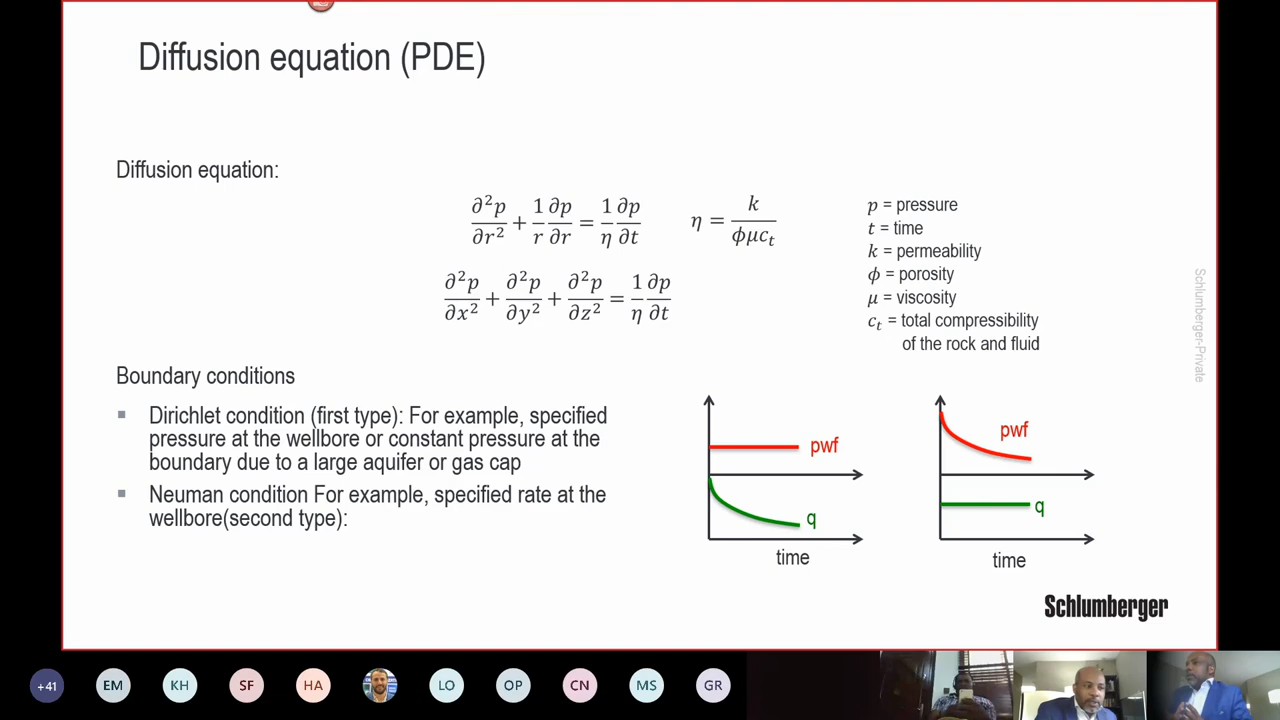 Diffusion equation (PDE)
Diffusion equation:
∂²p/∂r² + 1/r ∂p/∂r = 1/η ∂p/∂t
η = k/ϕμcₜ
∂²p/∂x² + ∂²p/∂y² + ∂²p/∂z² = 1/η ∂p/∂t
p = pressure
t = time
k = permeability
ϕ = porosity
μ = viscosity
cₜ = total compressibility
of the rock and fluid
Schlumberger-Private
Boundary conditions
▪ Dirichlet condition (first type): For example, specified
pressure at the wellbore or constant pressure at the
boundary due to a large aquifer or gas cap
▪ Neuman condition For example, specified rate at the
wellbore(second type):
pwf
q
time
pwf
q
time
Schlumberger
+41
EM
KH
SF
HA
LO
OP
CN
MS
GR